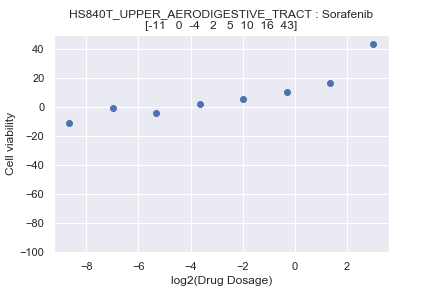 HS840T_UPPER_AERODIGESTIVE_TRACT : Sorafenib
[-11 0 -4 2 5 10 16 43]
40
20
0
−20
−40
−60
−80
−100
Cell viability
−8 −6 −4 −2 0 2
log2(Drug Dosage)